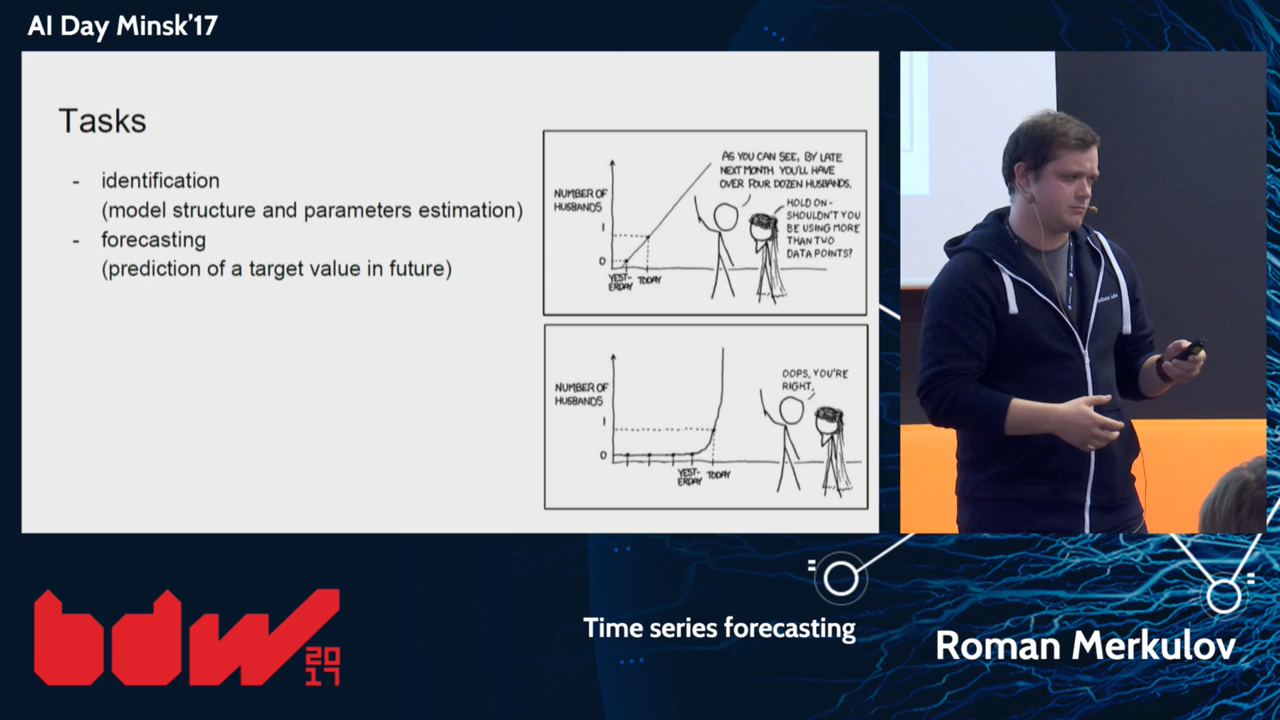 AI Day Minsk'17
Tasks
- identification
(model structure and parameters estimation)
- forecasting
(prediction of a target value in future)
AS YOU CAN SEE, BY LATE
NEXT MONTH YOU'LL HAVE
OVER FOUR DOZEN HUSBANDS.
HOLD ON-
SHOULDN'T YOU
BE USING MORE
THAN TWO
DATA POINTS?
NUMBER OF
HUSBANDS
1
0
YEST-
ERDAY
TODAY
OOPS, YOU'RE
RIGHT.
NUMBER OF
HUSBANDS
1
0
YEST-
ERDAY
TODAY
bdw
20
17
Time series forecasting
Roman Merkulov